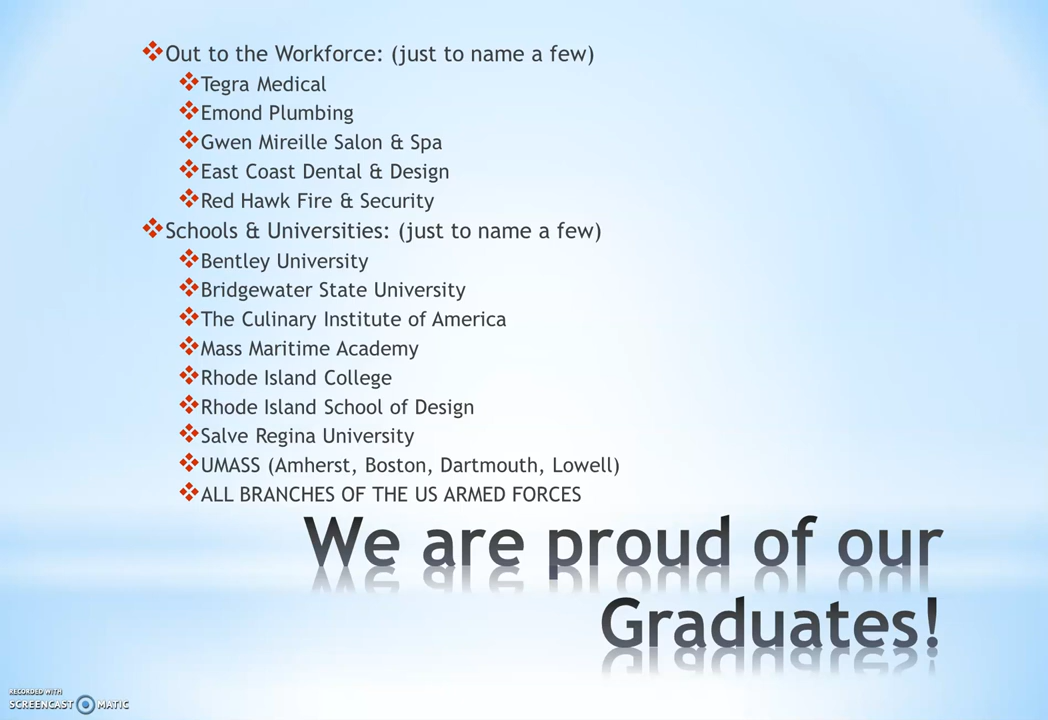 Out to the Workforce: (just to name a few)
Tegra Medical
Emond Plumbing
Gwen Mireille Salon & Spa
East Coast Dental & Design
Red Hawk Fire & Security
Schools & Universities: (just to name a few)
Bentley University
Bridgewater State University
The Culinary Institute of America
Mass Maritime Academy
Rhode Island College
Rhode Island School of Design
Salve Regina University
UMASS (Amherst, Boston, Dartmouth, Lowell)
ALL BRANCHES OF THE US ARMED FORCES
We are proud of our
Graduates!
RECORDED WITH
SCREENCAST MATIC